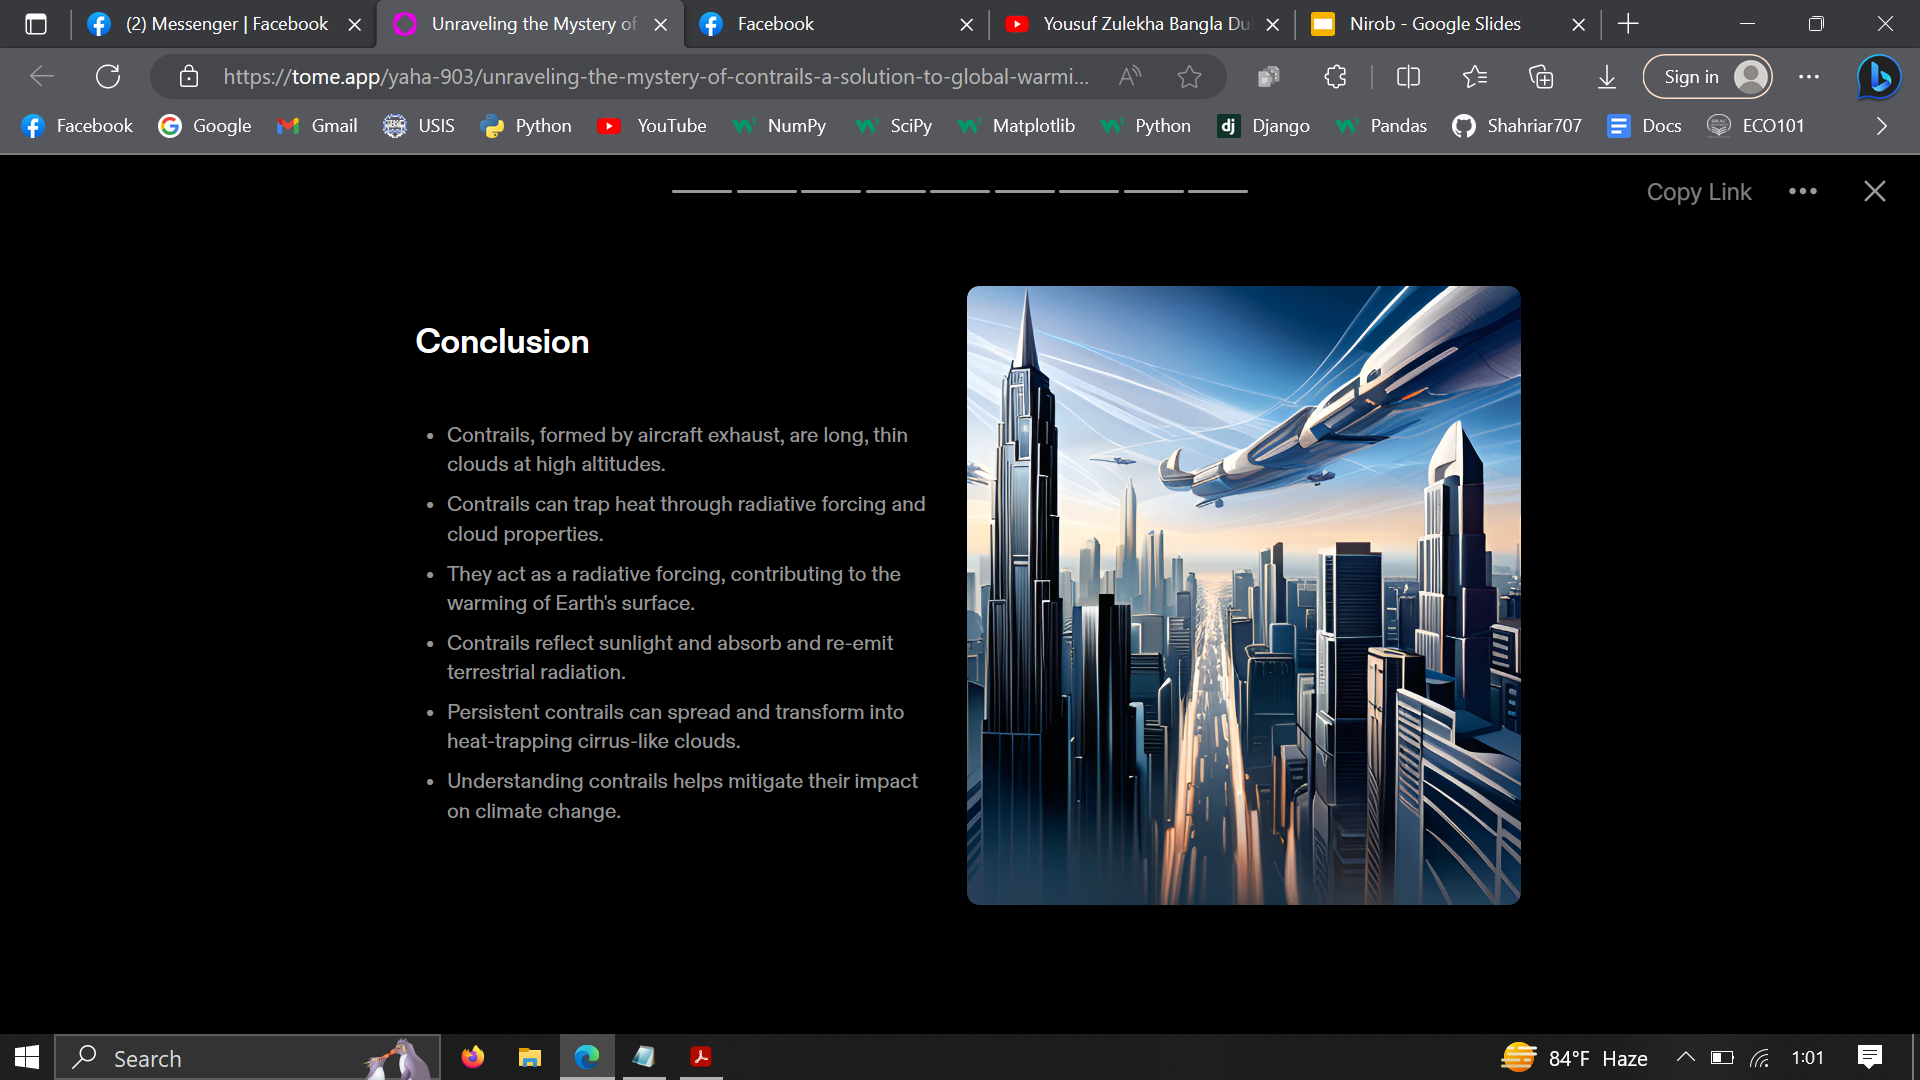 (2) Messenger | Facebook
Unraveling the Mystery of
Facebook
Yousuf Zulekha Bangla Du
Nirob - Google Slides
https://tome.app/yaha-903/unraveling-the-mystery-of-contrails-a-solution-to-global-warmi...
Sign in
Facebook
Google
Gmail
USIS
Python
YouTube
NumPy
SciPy
Matplotlib
Python
dj Django
Pandas
Shahriar707
Docs
ECO101
Copy Link
Conclusion
• Contrails, formed by aircraft exhaust, are long, thin
clouds at high altitudes.
• Contrails can trap heat through radiative forcing and
cloud properties.
• They act as a radiative forcing, contributing to the
warming of Earth's surface.
• Contrails reflect sunlight and absorb and re-emit
terrestrial radiation.
• Persistent contrails can spread and transform into
heat-trapping cirrus-like clouds.
• Understanding contrails helps mitigate their impact
on climate change.
Search
84°F Haze
1:01